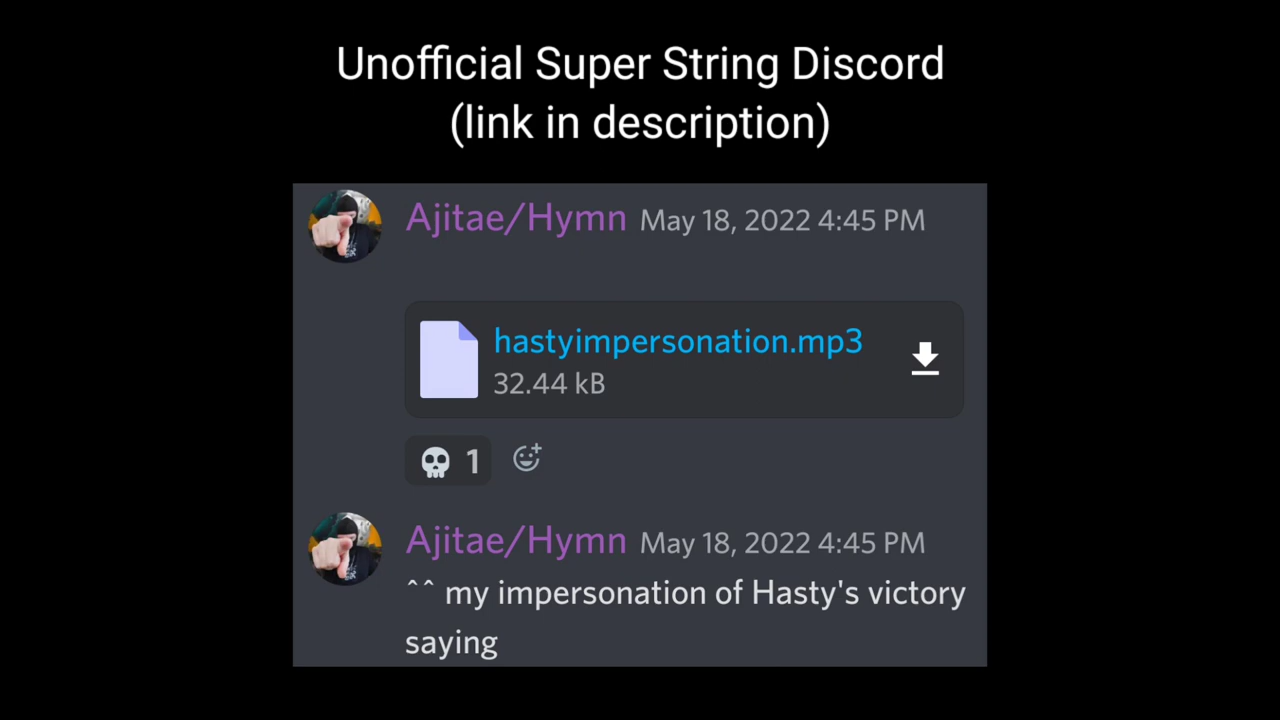 Unofficial Super String Discord
(link in description)
Ajitae/Hymn May 18, 2022 4:45 PM
hastyimpersonation.mp3
32.44 kB
💀 1
Ajitae/Hymn May 18, 2022 4:45 PM
^^ my impersonation of Hasty's victory
saying